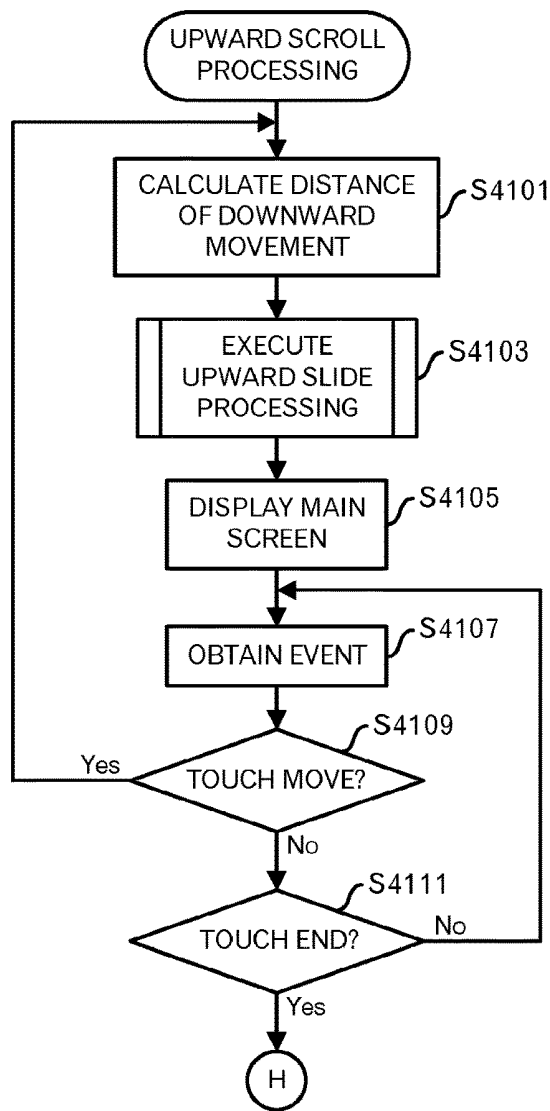 UPWARD SCROLL
PROCESSING
CALCULATE DISTANCE
OF DOWNWARD
MOVEMENT
S4101
EXECUTE
UPWARD SLIDE
PROCESSING
S4103
DISPLAY MAIN
SCREEN
S4105
OBTAIN EVENT
S4107
S4109
Yes
TOUCH MOVE?
No
S4111
TOUCH END?
No
Yes
H